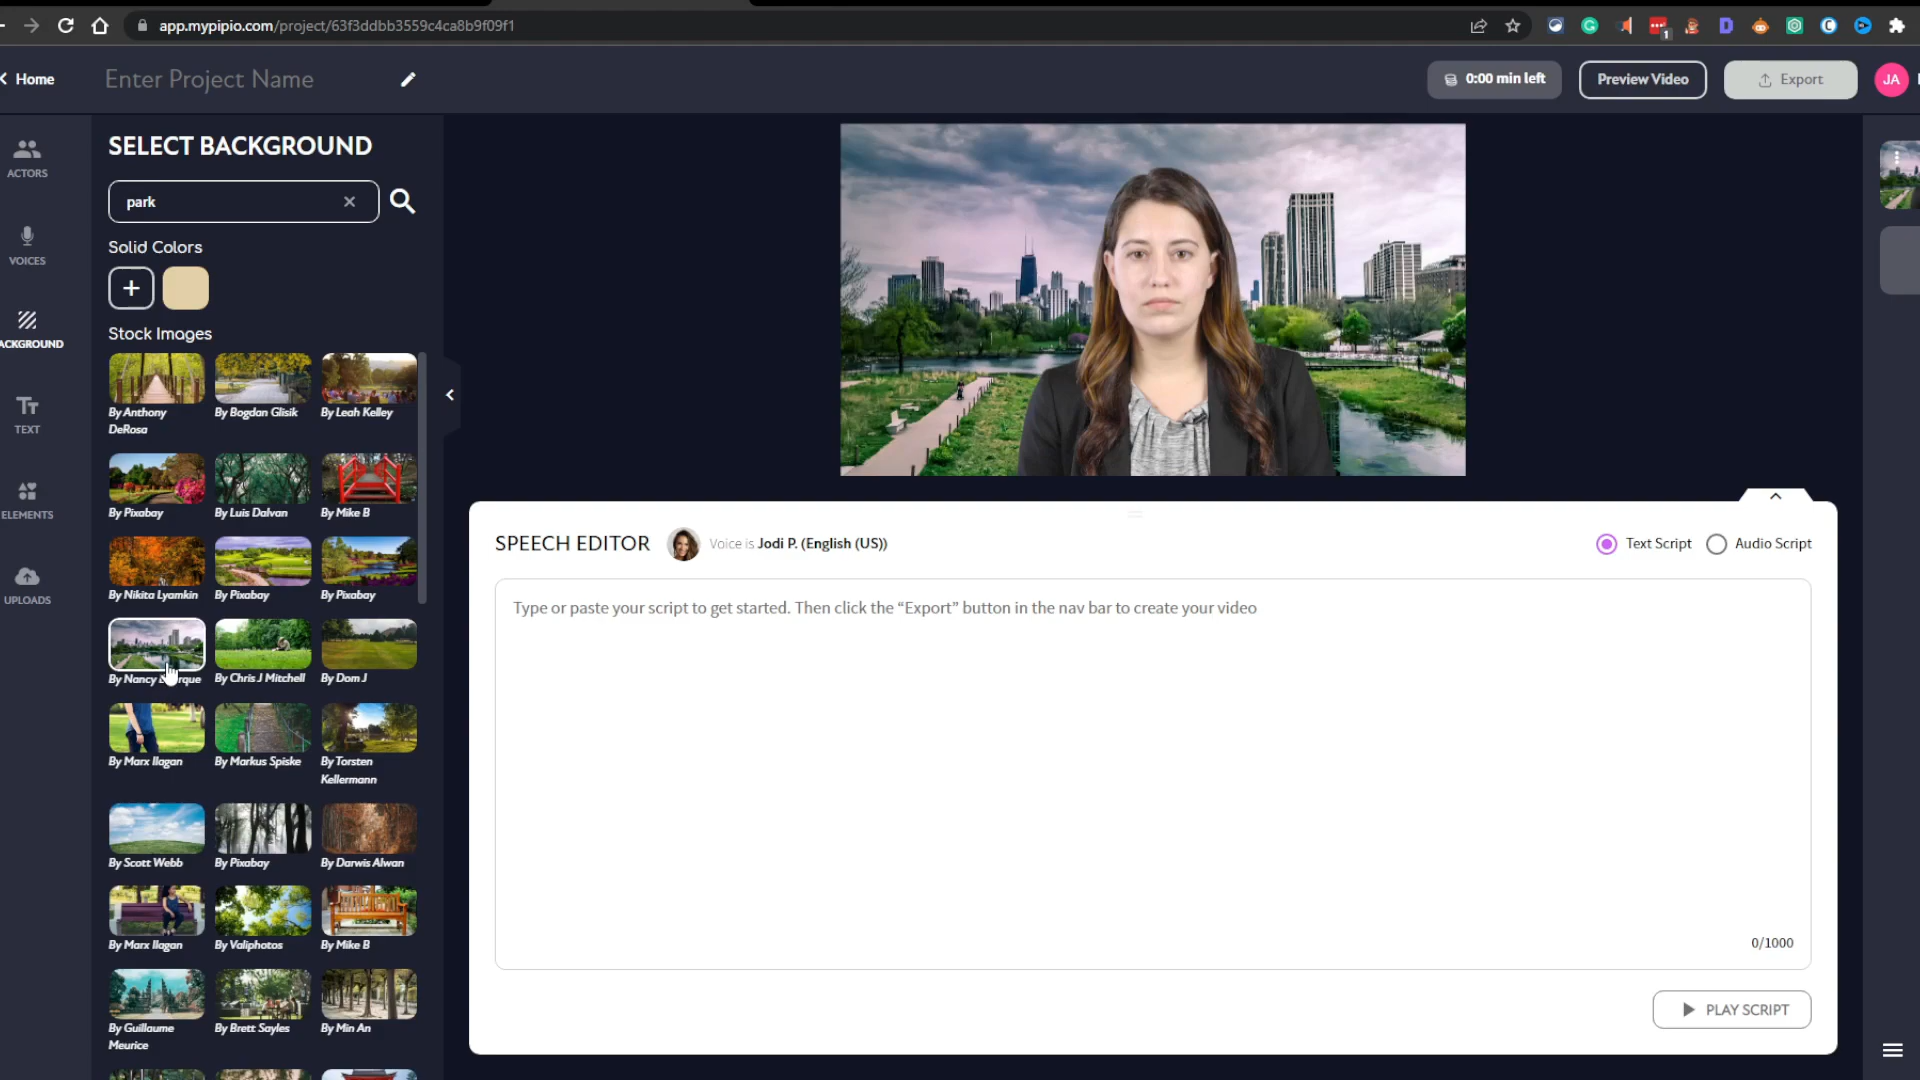 app.mypipio.com/project/63f3ddbb3559c4ca8b9f09f1
1
Home
Enter Project Name
0:00 min left
Preview Video
Export
JA
ACTORS
VOICES
ACKGROUND
TEXT
ELEMENTS
UPLOADS
SELECT BACKGROUND
park
Solid Colors
Stock Images
By Anthony DeRosa
By Bogdan Glisik
By Leah Kelley
By Pixabay
By Luis Dalvan
By Mike B
By Nikita Lyamkin
By Pixabay
By Pixabay
By Nancy
By Chris J Mitchell
By Dom J
By Marx Ilagan
By Markus Spiske
By Torsten Kellermann
By Scott Webb
By Pixabay
By Darwis Alwan
By Marx Ilagan
By Valiphotos
By Mike B
By Guillaume Meurice
By Brett Sayles
By Min An
SPEECH EDITOR
Voice is Jodi P. (English (US))
Text Script
Audio Script
Type or paste your script to get started. Then click the “Export” button in the nav bar to create your video
0/1000
PLAY SCRIPT